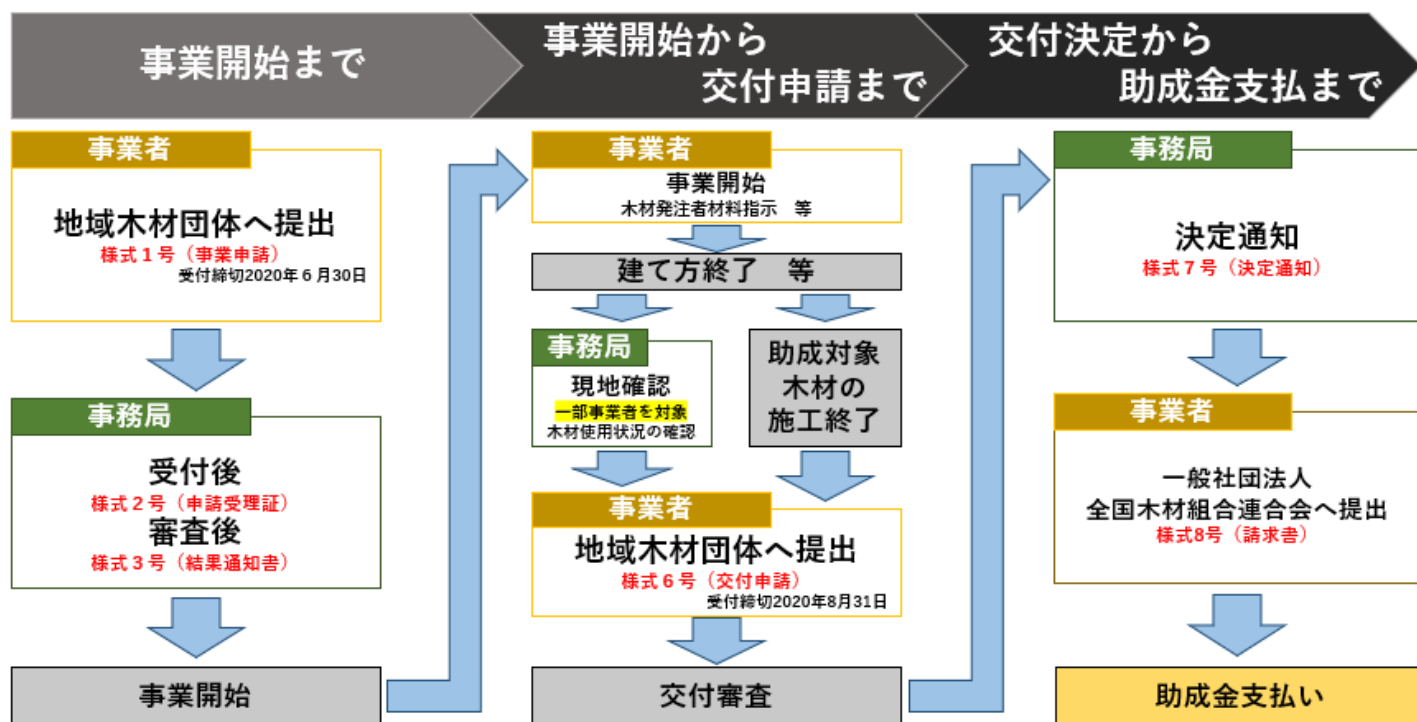 事業開始まで
事業開始から
交付申請まで
交付決定から
助成金支払まで
事業者
地域木材団体へ提出
様式1号（事業申請）
受付締切2020年6月30日
事務局
受付後
様式2号（申請受理証）
審査後
様式3号（結果通知書）
事業開始
事業者
事業開始
木材発注者材料指示　等
建て方終了　等
事務局
現地確認
一部事業者を対象
木材使用状況の確認
助成対象
木材の
施工終了
事業者
地域木材団体へ提出
様式6号（交付申請）
受付締切2020年8月31日
交付審査
事務局
決定通知
様式7号（決定通知）
事業者
一般社団法人
全国木材組合連合会へ提出
様式8号（請求書）
助成金支払い